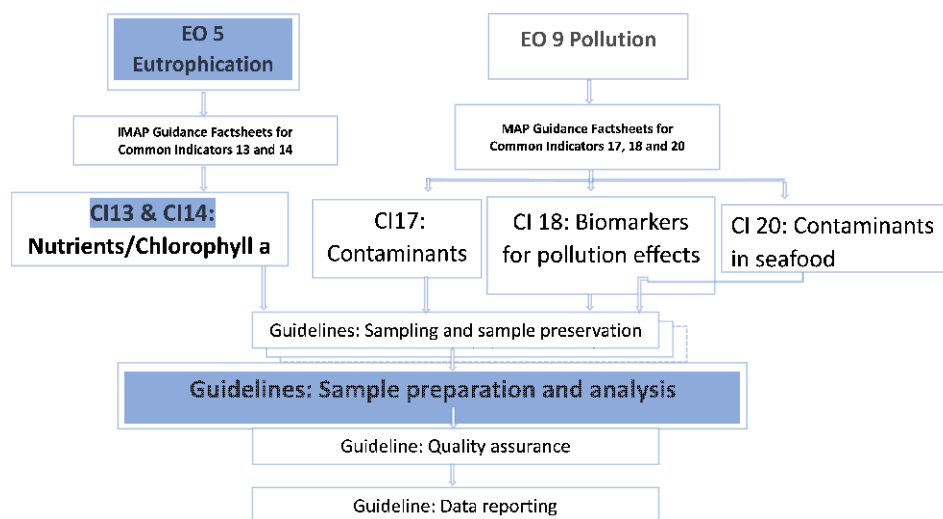 EO 5
Eutrophication
EO 9 Pollution
IMAP Guidance Factsheets for
Common Indicators 13 and 14
MAP Guidance Factsheets for
Common Indicators 17, 18 and 20
CI13 & CI14:
Nutrients/Chlorophyll a
CI17:
Contaminants
CI 18: Biomarkers
for pollution effects
CI 20: Contaminants
in seafood
Guidelines: Sampling and sample preservation
Guidelines: Sample preparation and analysis
Guideline: Quality assurance
Guideline: Data reporting